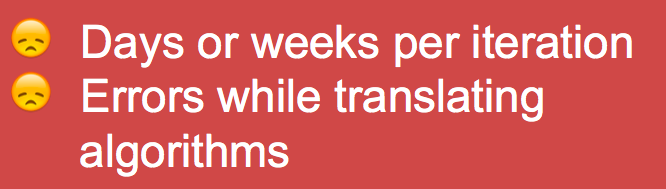 😞 Days or weeks per iteration
😞 Errors while translating
algorithms